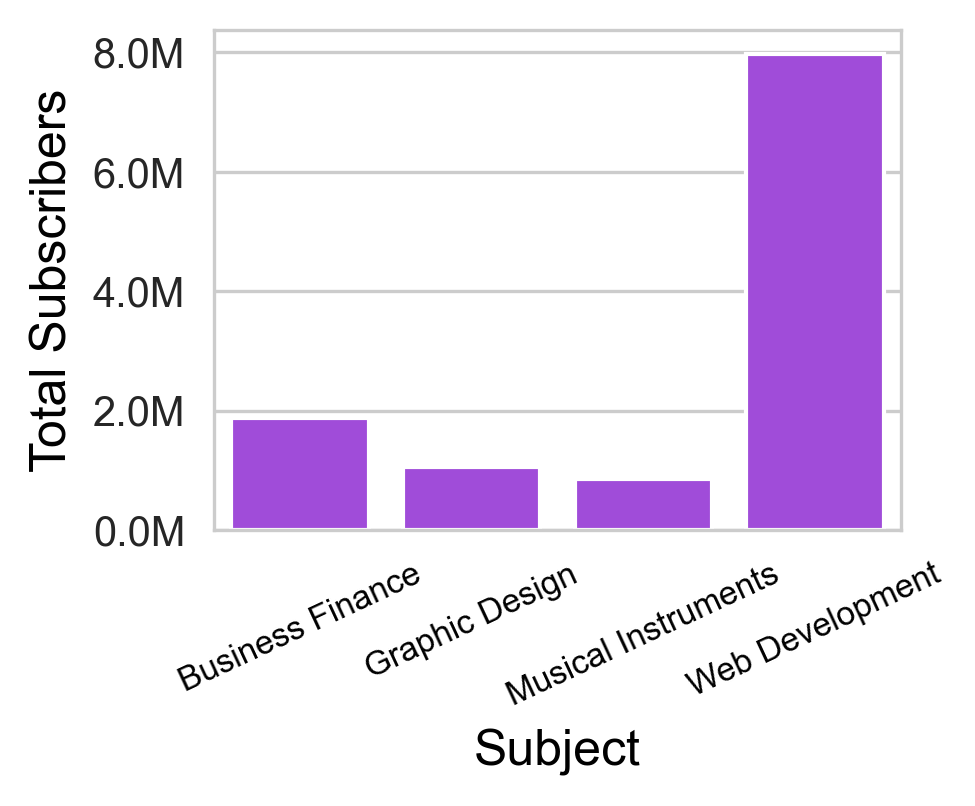 8.0M
6.0M
4.0M
2.0M
0.0M
Total Subscribers
Business Finance
Graphic Design
Musical Instruments
Web Development
Subject